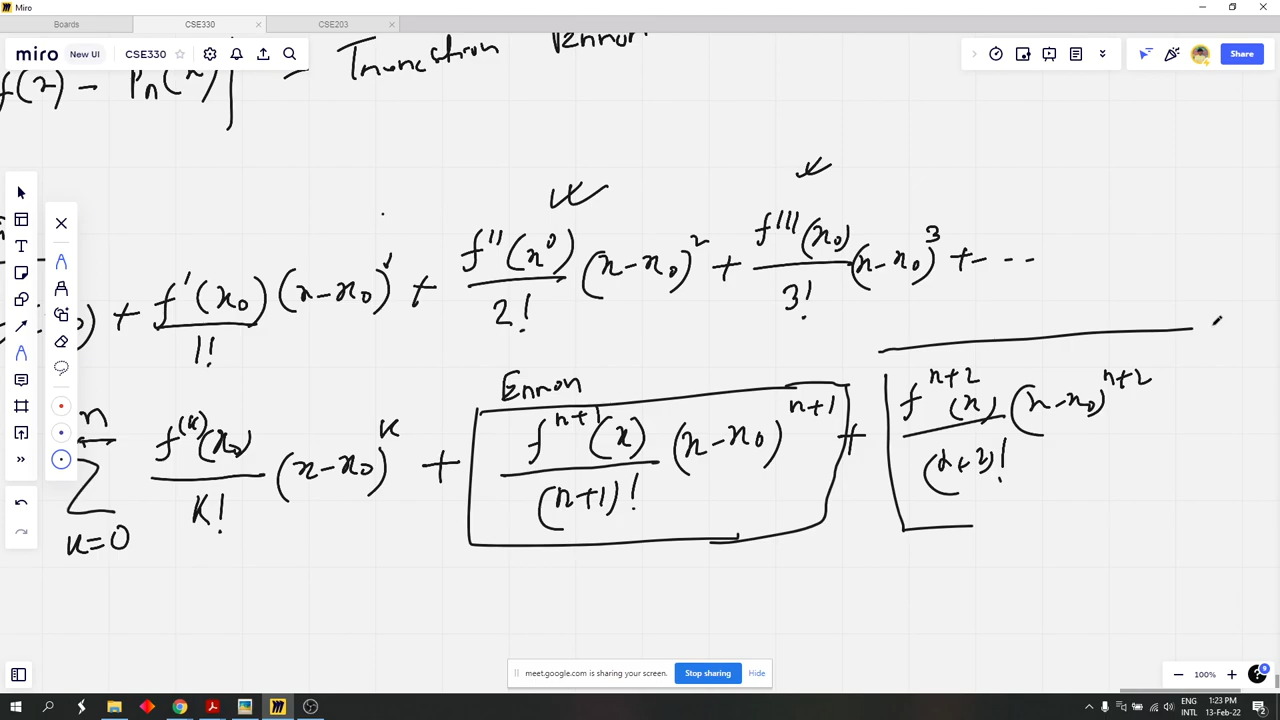 Miro
Boards CSE330 CSE203
miro New UI CSE330 Share
f(x) - Pn(x)| = Truncation Error
) + f'(x0)/1! (x-x0)^1 + f''(x^0)/2! (x-x0)^2 + f'''(x0)/3! (x-x0)^3 + - - -
Error
n Σ k=0 f^(k)(x0)/k! (x-x0)^k + f^n+1(x)/(n+1)! (x-x0)^n+1 + f^n+2(x)/(n+2)! (x-x0)^n+2
meet.google.com is sharing your screen. Stop sharing Hide
100%
1:23 PM
INTL 13-Feb-22